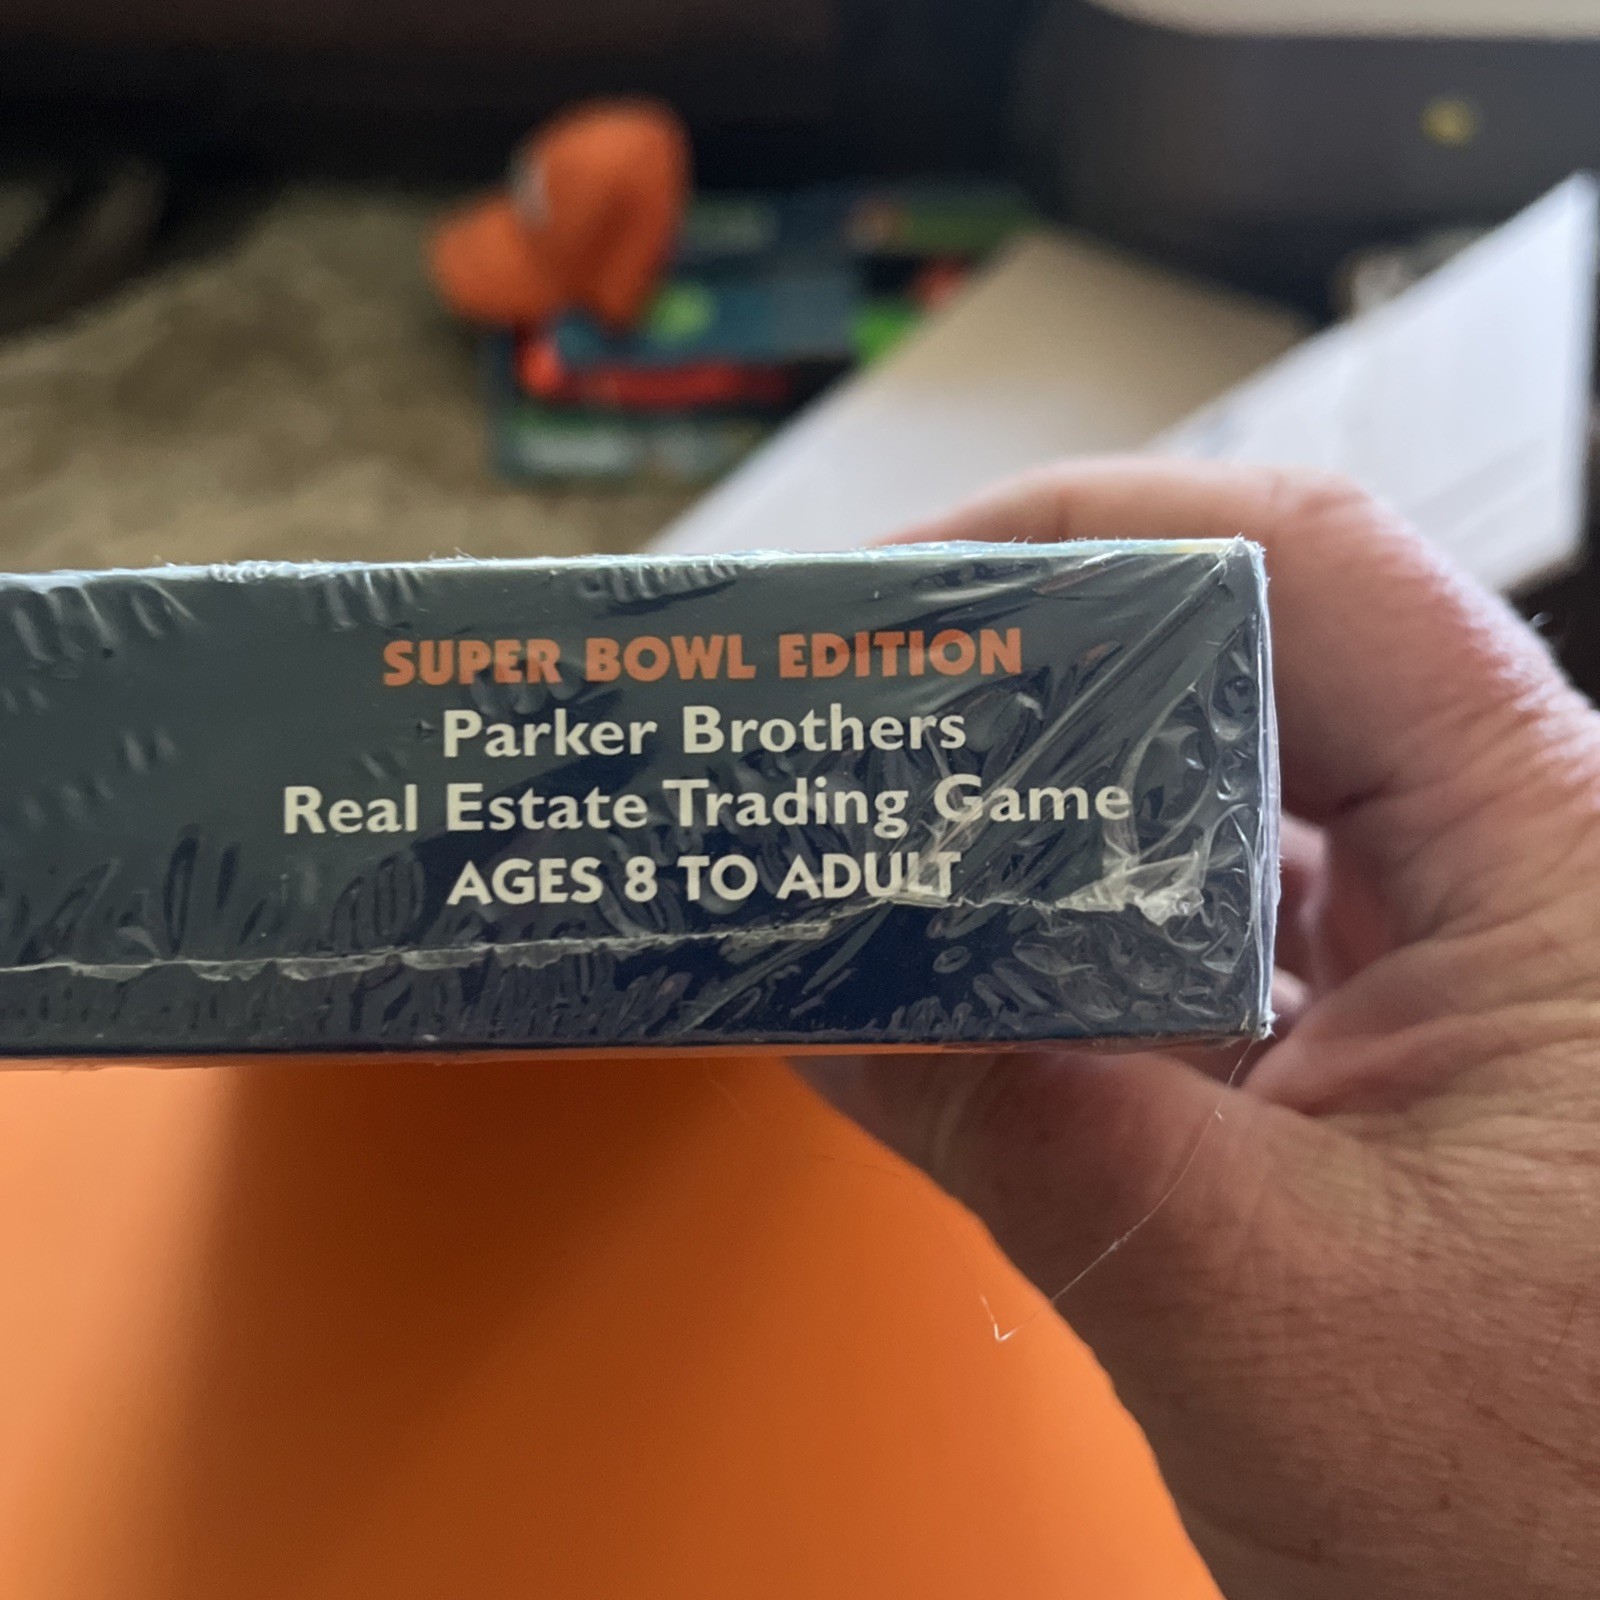 SUPER BOWL EDITION
Parker Brothers
Real Estate Trading Game
AGES 8 TO ADULT